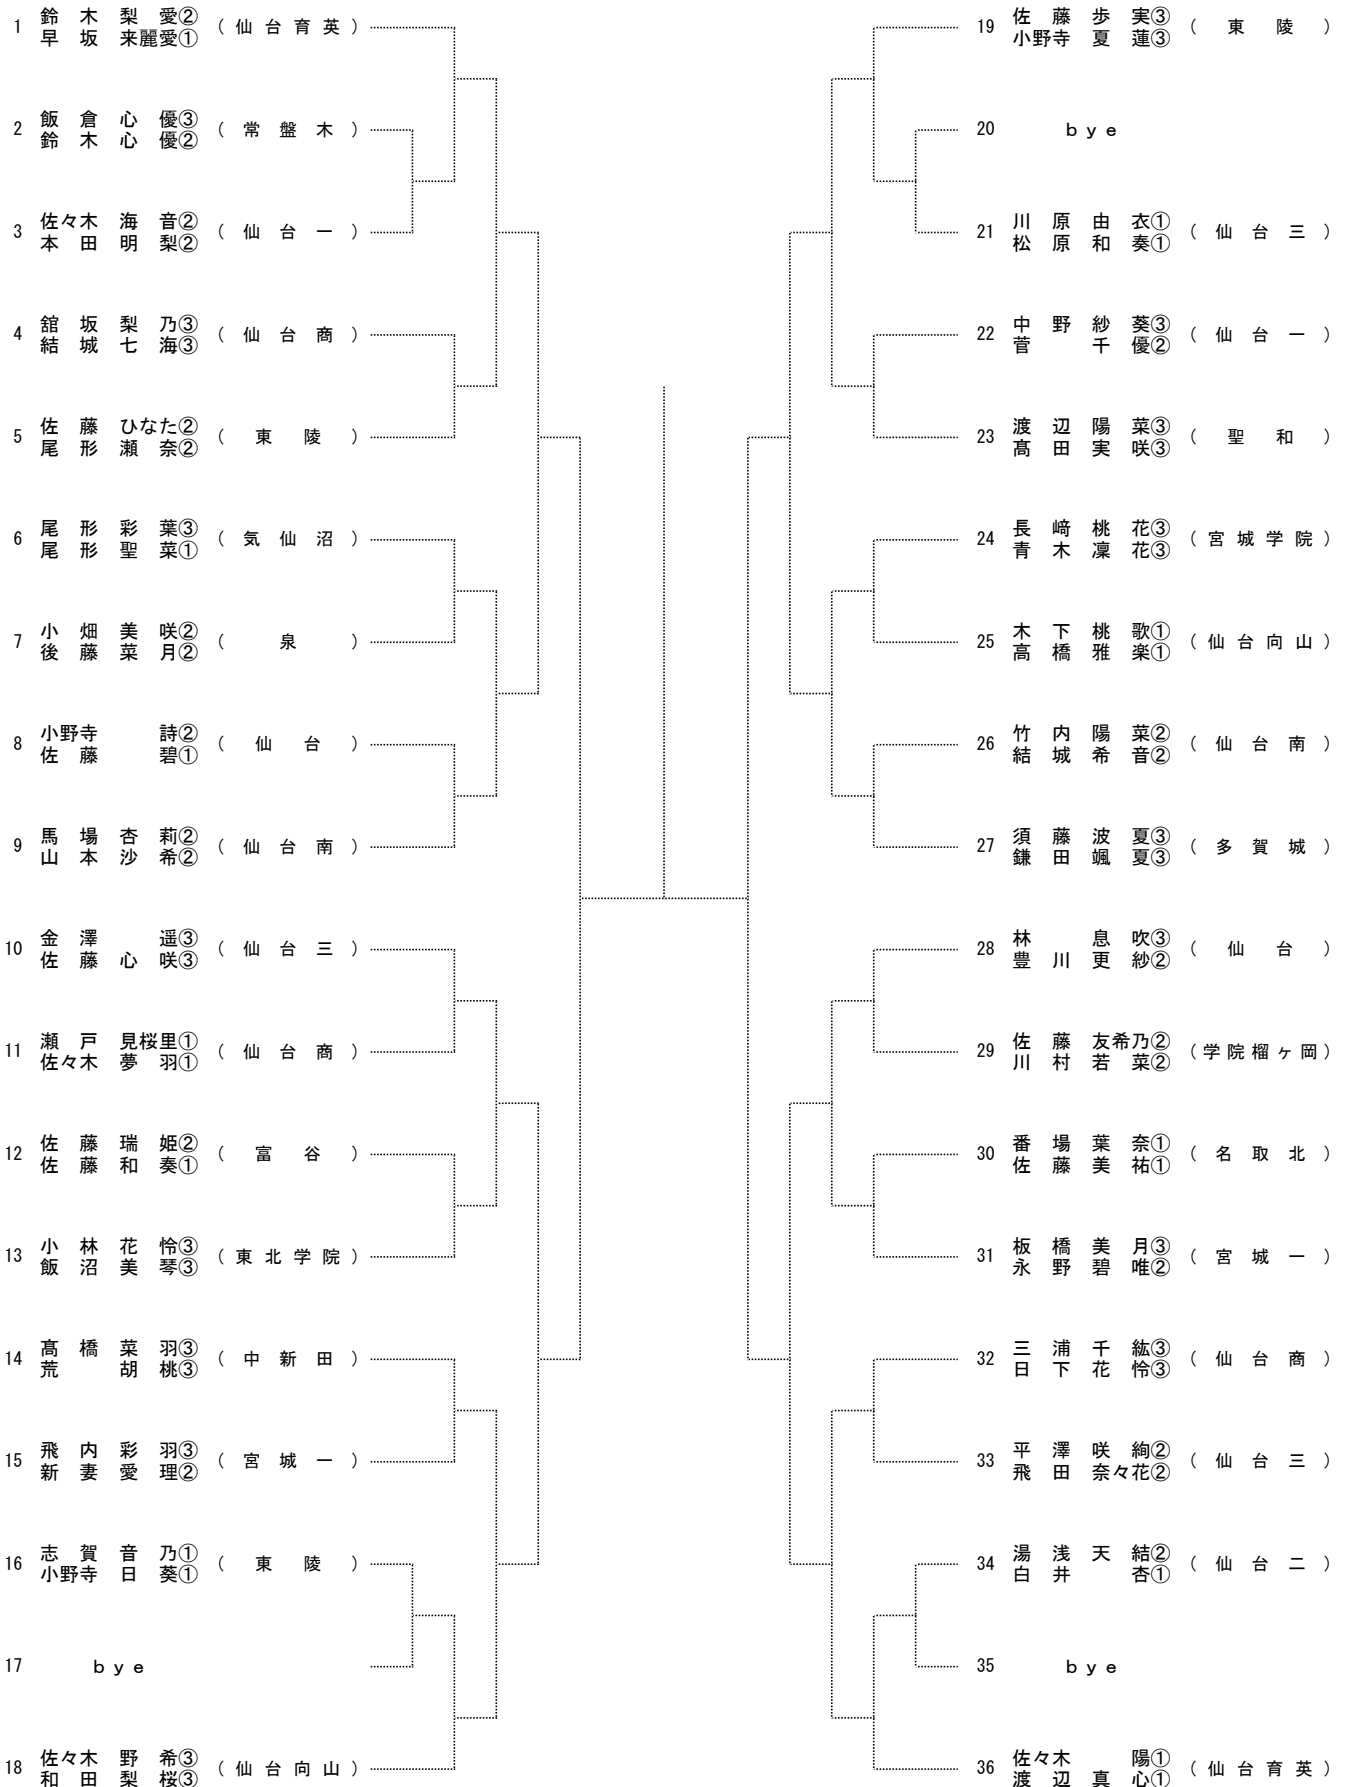 1 鈴木梨愛② (仙台育英)
早坂来麗愛①
2 飯倉心優③ (常盤木)
鈴木心優②
3 佐々木海音② (仙台一)
本田明梨②
4 舘坂梨乃③ (仙台商)
結城七海③
5 佐藤ひなた② (東陵)
尾形瀬奈②
6 尾形彩葉③ (気仙沼)
尾形聖菜①
7 小畑美咲② (泉)
後藤菜月②
8 小野寺詩② (仙台)
佐藤碧①
9 馬場杏莉② (仙台南)
山本沙希②
10 金澤遥③ (仙台三)
佐藤心咲③
11 瀬戸見桜里① (仙台商)
佐々木夢羽①
12 佐藤瑞姫② (富谷)
佐藤和奏①
13 小林花怜③ (東北学院)
飯沼美琴③
14 髙橋菜羽③ (中新田)
荒胡桃③
15 飛内彩羽③ (宮城一)
新妻愛理②
16 志賀音乃① (東陵)
小野寺日葵①
17 bye
18 佐々木野希③ (仙台向山)
和田梨桜③
19 佐藤歩実③ (東陵)
小野寺夏蓮③
20 bye
21 川原由衣① (仙台三)
松原和奏①
22 中野紗葵③ (仙台一)
菅千優②
23 渡辺陽菜③ (聖和)
髙田実咲③
24 長﨑桃花③ (宮城学院)
青木凜花③
25 木下桃歌① (仙台向山)
高橋雅楽①
26 竹内陽菜② (仙台南)
結城希音②
27 須藤波夏③ (多賀城)
鎌田颯夏③
28 林息吹③ (仙台)
豊川更紗②
29 佐藤友希乃② (学院榴ヶ岡)
川村若菜②
30 番場葉奈① (名取北)
佐藤美祐①
31 板橋美月③ (宮城一)
永野碧唯②
32 三浦千紘③ (仙台商)
日下花怜③
33 平澤咲絢② (仙台三)
飛田奈々花②
34 湯浅天結② (仙台二)
白井杏①
35 bye
36 佐々木陽① (仙台育英)
渡辺真心①